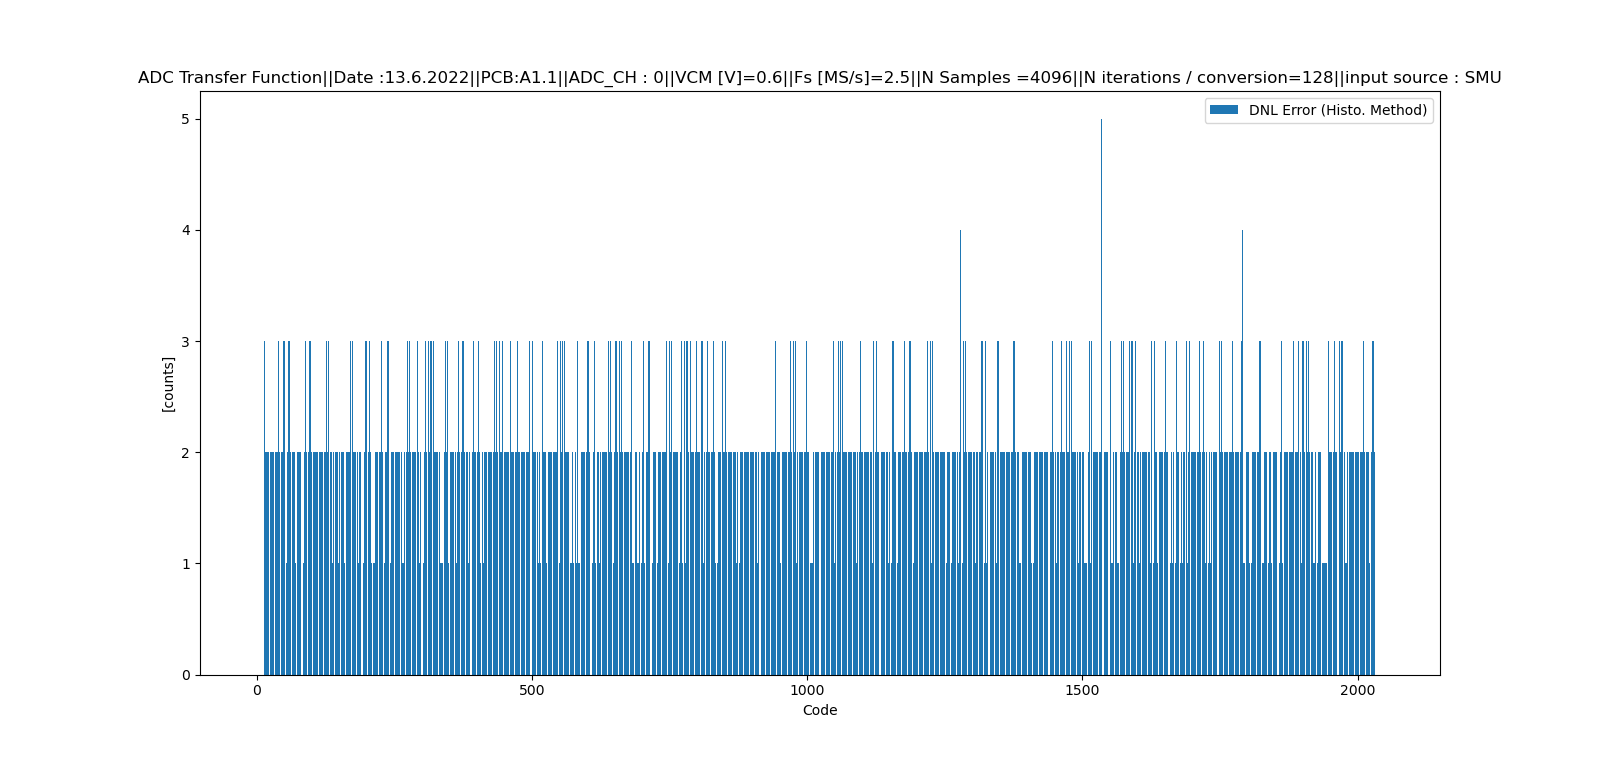 ADC Transfer Function||Date :13.6.2022||PCB:A1.1||ADC_CH : 0||VCM [V]=0.6||Fs [MS/s]=2.5||N Samples =4096||N iterations / conversion=128||input source : SMU
DNL Error (Histo. Method)
5
4
3
2
1
0
[counts]
0 500 1000 1500 2000
Code